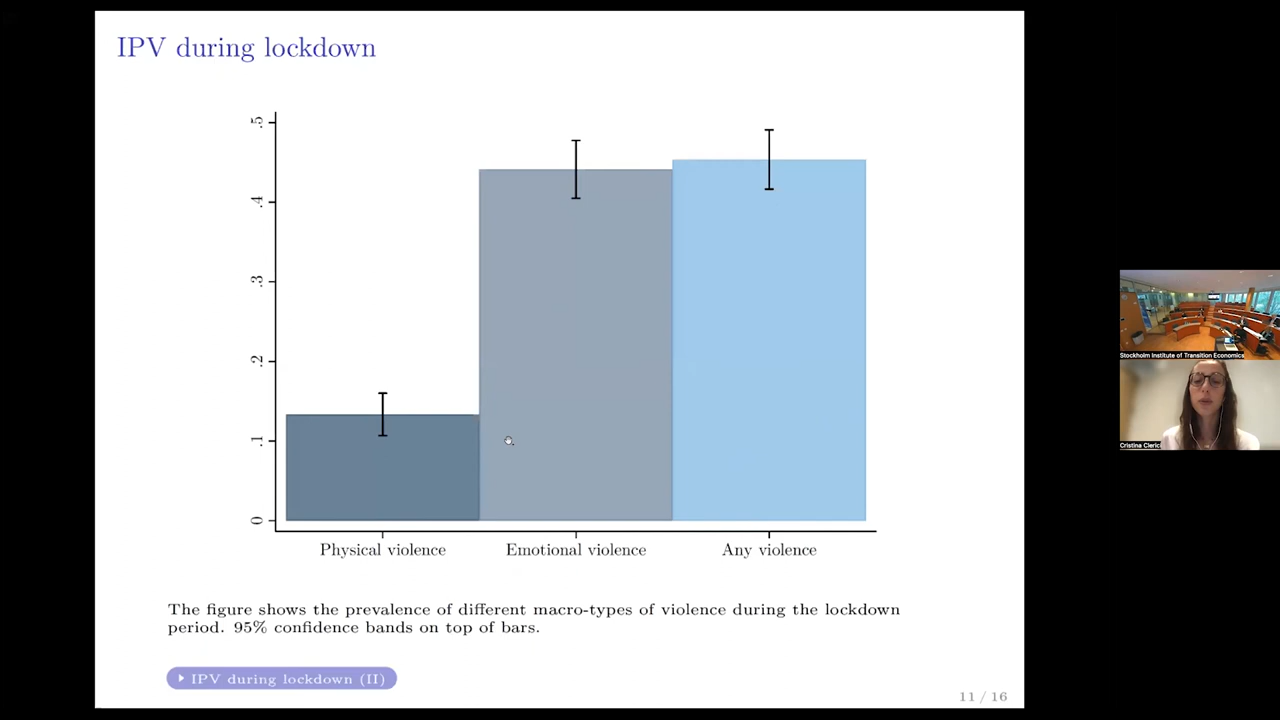 IPV during lockdown
.5
.4
.3
.2
.1
0
Physical violence
Emotional violence
Any violence
The figure shows the prevalence of different macro-types of violence during the lockdown
period. 95% confidence bands on top of bars.
IPV during lockdown (II)
11 / 16
Stockholm Institute of Transition Economics
Cristina Clerici